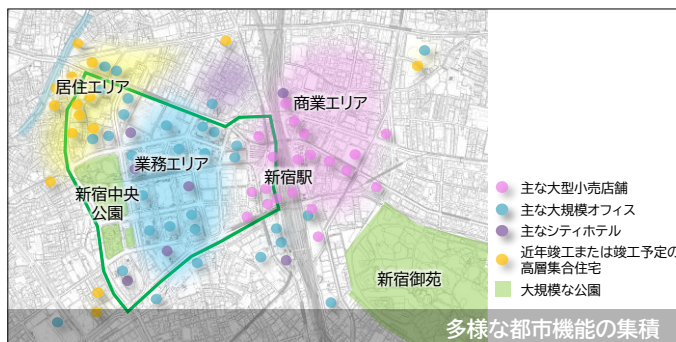 居住エリア
商業エリア
業務エリア
新宿駅
新宿中央
公園
新宿御苑
主な大型小売店舗
主な大規模オフィス
主なシティホテル
近年竣工または竣工予定の
高層集合住宅
大規模な公園
多様な都市機能の集積